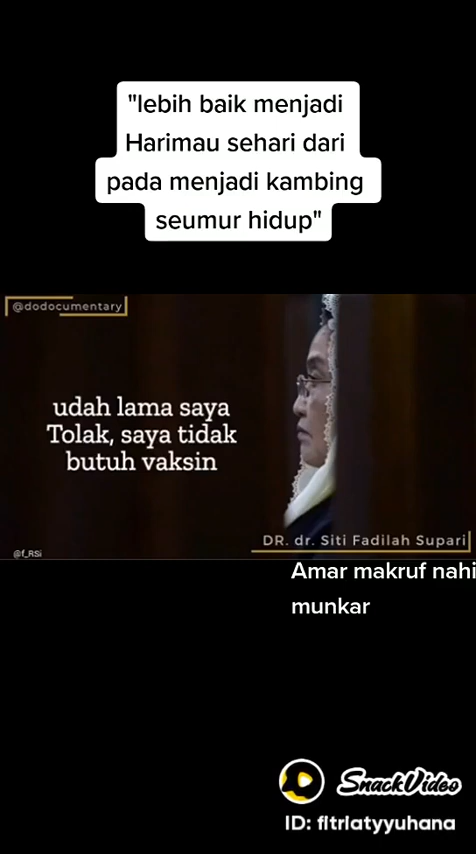 "lebih baik menjadi
Harimau sehari dari
pada menjadi kambing
seumur hidup"
@dodocumentary
udah lama saya
Tolak, saya tidak
butuh vaksin
DR. dr. Siti Fadilah Supari
@f_RSi
Amar makruf nahi
munkar
SnackVideo
ID: fItrIatyyuhana